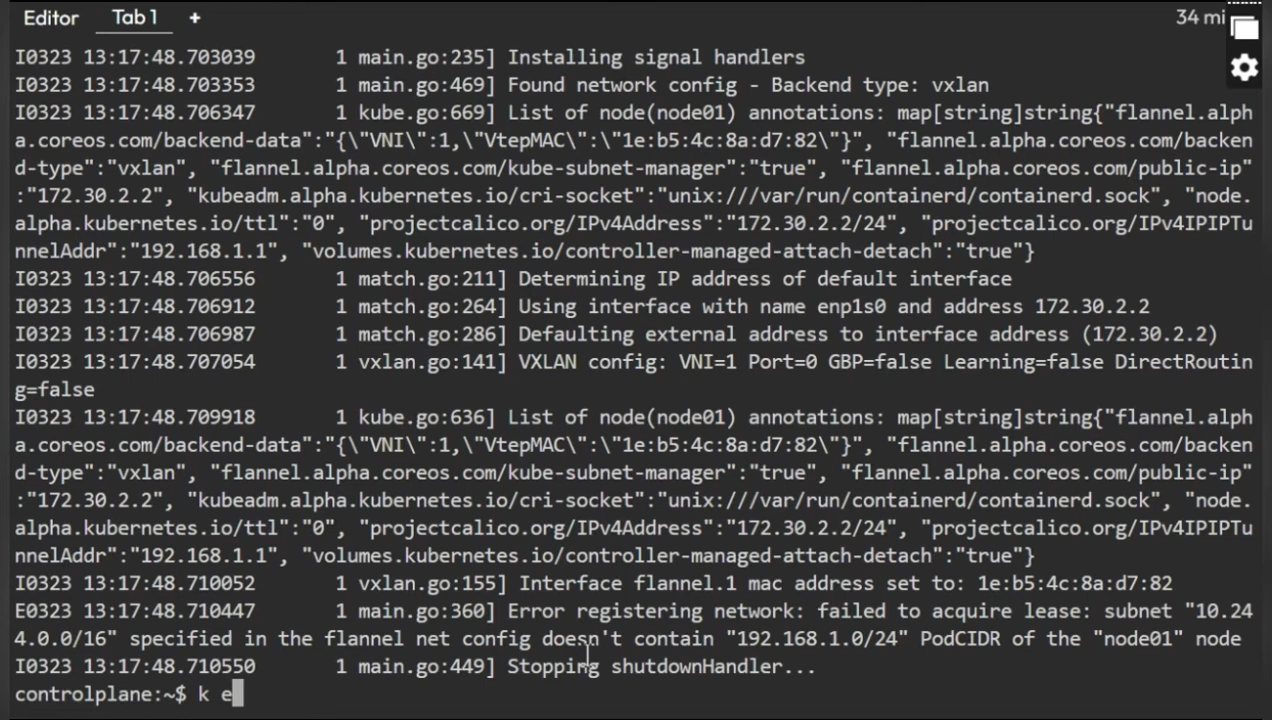 Editor Tab 1 + 34 mi
I0323 13:17:48.703039 1 main.go:235] Installing signal handlers
I0323 13:17:48.703353 1 main.go:469] Found network config - Backend type: vxlan
I0323 13:17:48.706347 1 kube.go:669] List of node(node01) annotations: map[string]string{"flannel.alph
a.coreos.com/backend-data":"{\"VNI\":1,\"VtepMAC\":\"1e:b5:4c:8a:d7:82\"}", "flannel.alpha.coreos.com/backen
d-type":"vxlan", "flannel.alpha.coreos.com/kube-subnet-manager":"true", "flannel.alpha.coreos.com/public-ip"
:"172.30.2.2", "kubeadm.alpha.kubernetes.io/cri-socket":"unix:///var/run/containerd/containerd.sock", "node.
alpha.kubernetes.io/ttl":"0", "projectcalico.org/IPv4Address":"172.30.2.2/24", "projectcalico.org/IPv4IPIPTu
nnelAddr":"192.168.1.1", "volumes.kubernetes.io/controller-managed-attach-detach":"true"}
I0323 13:17:48.706556 1 match.go:211] Determining IP address of default interface
I0323 13:17:48.706912 1 match.go:264] Using interface with name enp1s0 and address 172.30.2.2
I0323 13:17:48.706987 1 match.go:286] Defaulting external address to interface address (172.30.2.2)
I0323 13:17:48.707054 1 vxlan.go:141] VXLAN config: VNI=1 Port=0 GBP=false Learning=false DirectRoutin
g=false
I0323 13:17:48.709918 1 kube.go:636] List of node(node01) annotations: map[string]string{"flannel.alph
a.coreos.com/backend-data":"{\"VNI\":1,\"VtepMAC\":\"1e:b5:4c:8a:d7:82\"}", "flannel.alpha.coreos.com/backen
d-type":"vxlan", "flannel.alpha.coreos.com/kube-subnet-manager":"true", "flannel.alpha.coreos.com/public-ip"
:"172.30.2.2", "kubeadm.alpha.kubernetes.io/cri-socket":"unix:///var/run/containerd/containerd.sock", "node.
alpha.kubernetes.io/ttl":"0", "projectcalico.org/IPv4Address":"172.30.2.2/24", "projectcalico.org/IPv4IPIPTu
nnelAddr":"192.168.1.1", "volumes.kubernetes.io/controller-managed-attach-detach":"true"}
I0323 13:17:48.710052 1 vxlan.go:155] Interface flannel.1 mac address set to: 1e:b5:4c:8a:d7:82
E0323 13:17:48.710447 1 main.go:360] Error registering network: failed to acquire lease: subnet "10.24
4.0.0/16" specified in the flannel net config doesn't contain "192.168.1.0/24" PodCIDR of the "node01" node
I0323 13:17:48.710550 1 main.go:449] Stopping shutdownHandler...
controlplane:~$ k e